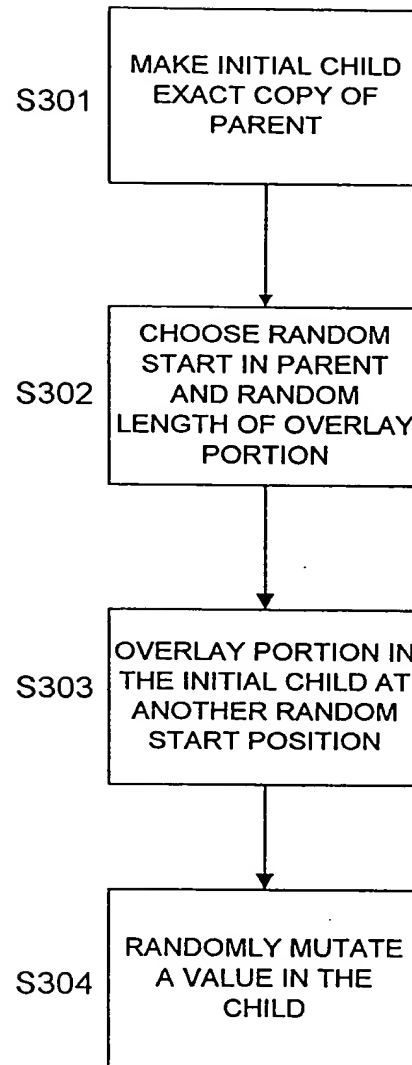 S301
MAKE INITIAL CHILD
EXACT COPY OF
PARENT
S302
CHOOSE RANDOM
START IN PARENT
AND RANDOM
LENGTH OF OVERLAY
PORTION
S303
OVERLAY PORTION IN
THE INITIAL CHILD AT
ANOTHER RANDOM
START POSITION
S304
RANDOMLY MUTATE
A VALUE IN THE
CHILD